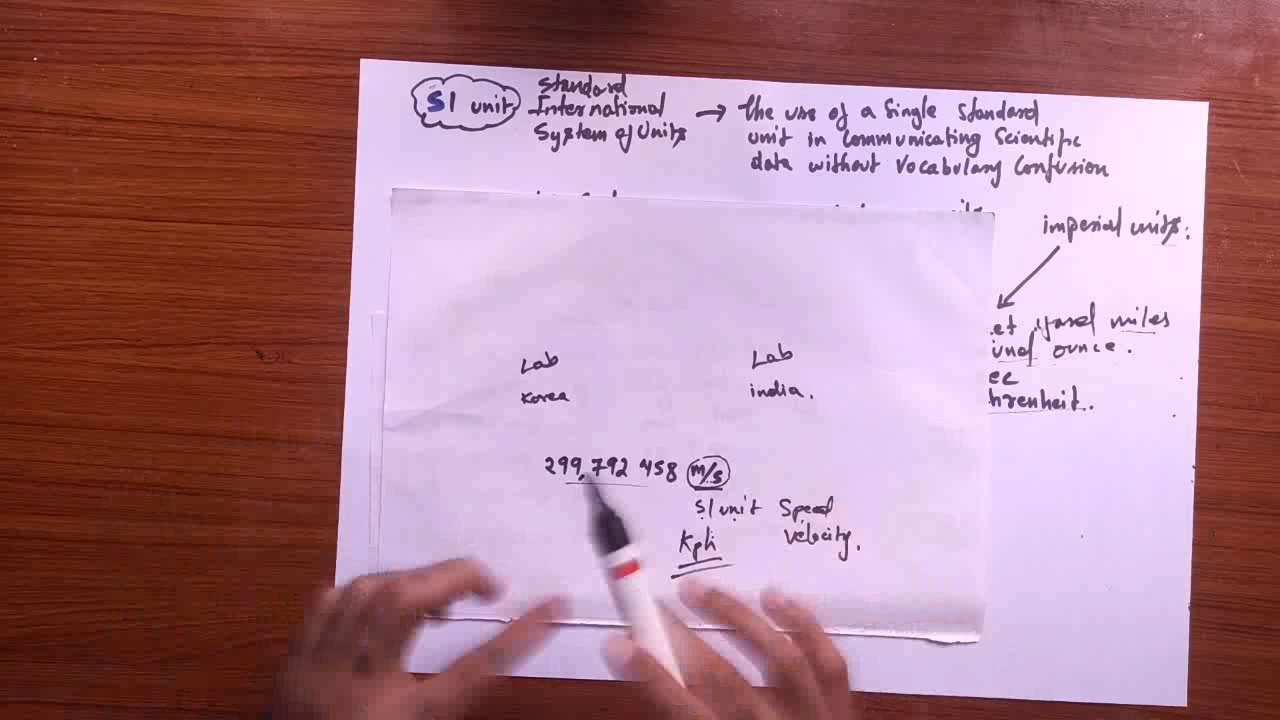 SI unit
Standard
International
System of Units
→ The use of a Single Standard
unit in Communicating Scientific
data without Vocabulary Confusion
imperial units:
et yard miles
ound ounce.
ec
hrenheit.
Lab
Korea
Lab
india.
299,792 458 m/s
S/unit Speed
Velocity.
Kph